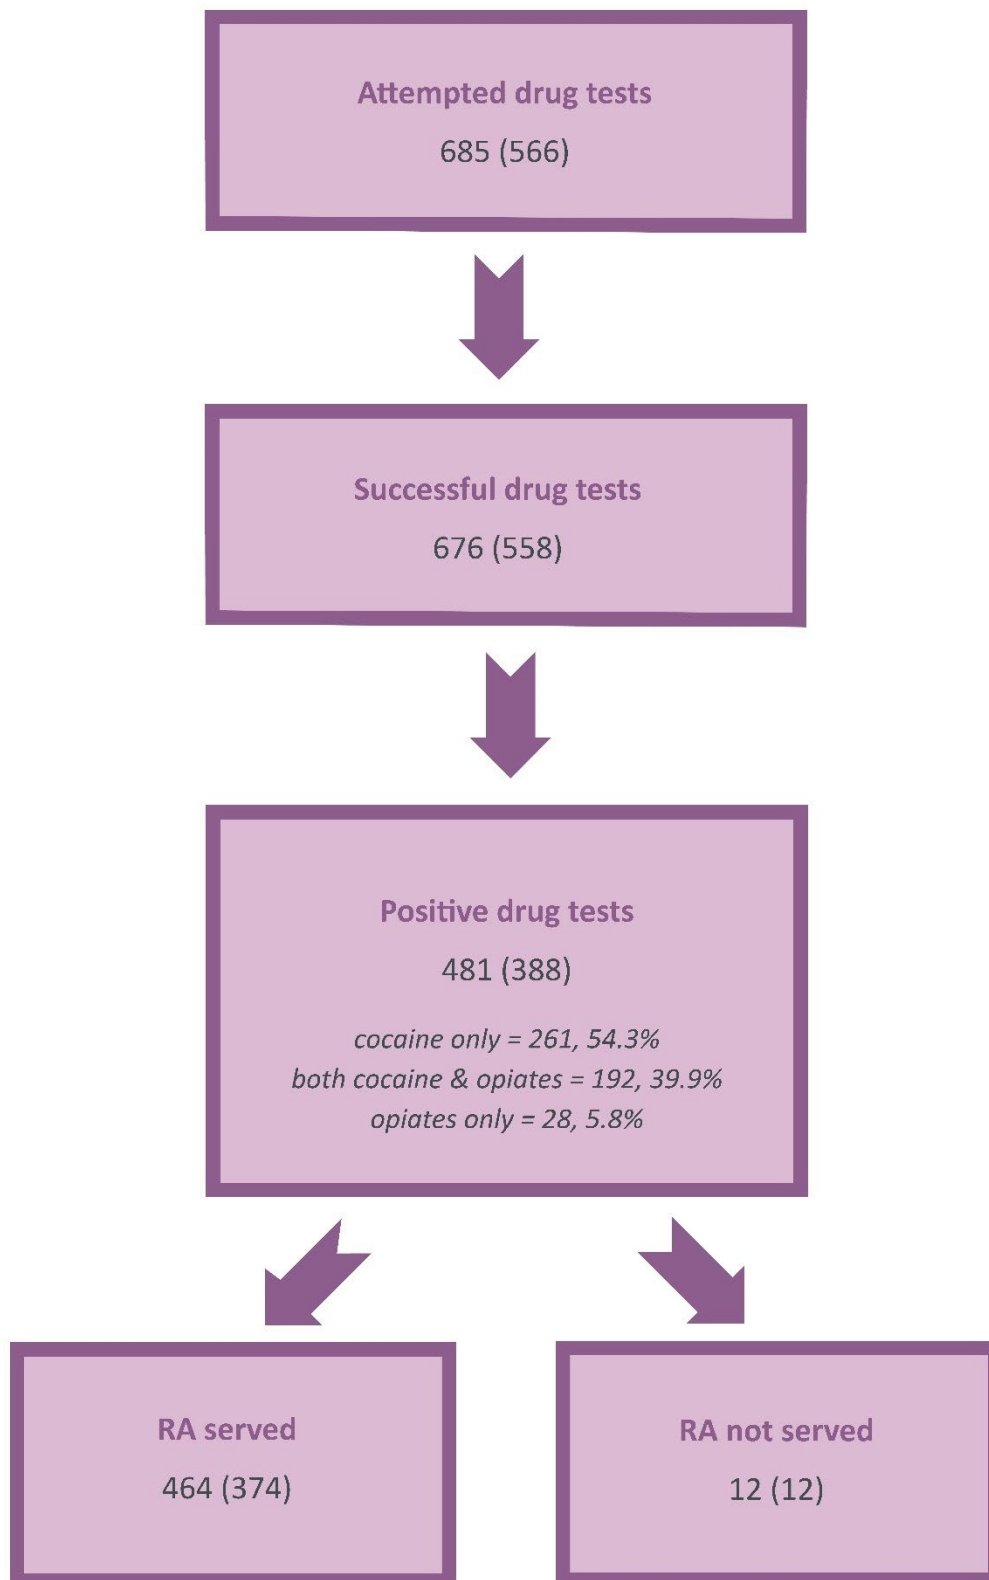 Attempted drug tests
685 (566)
Successful drug tests
676 (558)
Positive drug tests
481 (388)
cocaine only = 261, 54.3%
both cocaine & opiates = 192, 39.9%
opiates only = 28, 5.8%
RA served
464 (374)
RA not served
12 (12)